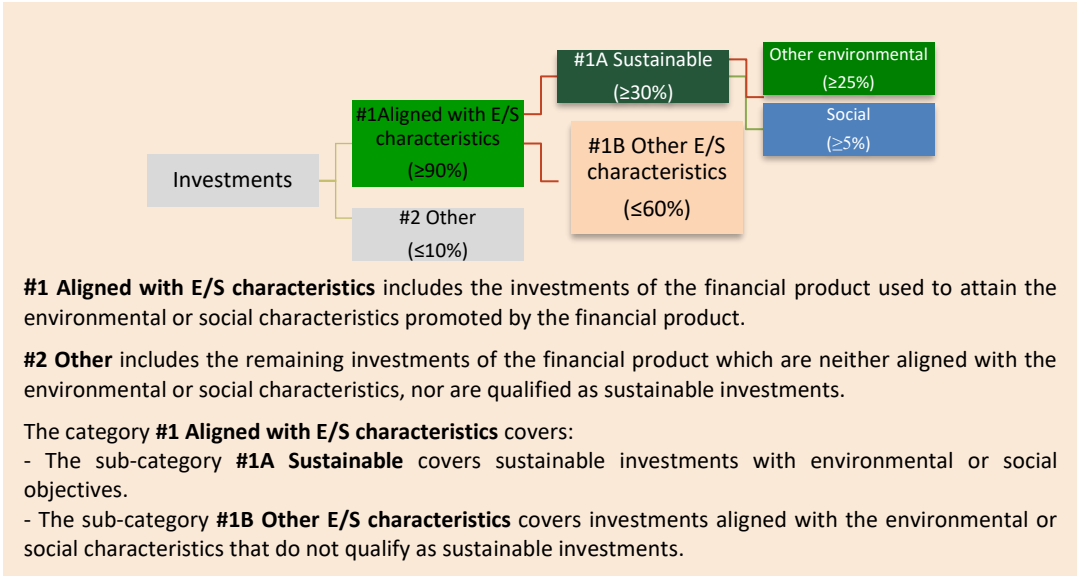 Investments
#1Aligned with E/S
characteristics
(≥90%)
#2 Other
(≤10%)
#1A Sustainable
(≥30%)
#1B Other E/S
characteristics
(≤60%)
Other environmental
(≥25%)
Social
(≥5%)
#1 Aligned with E/S characteristics includes the investments of the financial product used to attain the
environmental or social characteristics promoted by the financial product.
#2 Other includes the remaining investments of the financial product which are neither aligned with the
environmental or social characteristics, nor are qualified as sustainable investments.
The category #1 Aligned with E/S characteristics covers:
- The sub-category #1A Sustainable covers sustainable investments with environmental or social
objectives.
- The sub-category #1B Other E/S characteristics covers investments aligned with the environmental or
social characteristics that do not qualify as sustainable investments.